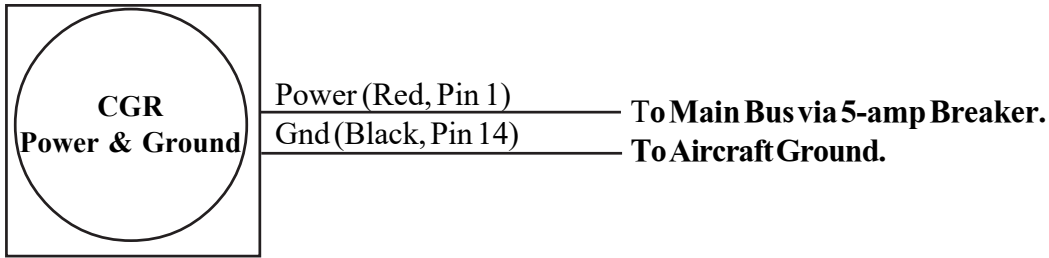 CGR
Power & Ground
Power (Red, Pin 1)
To Main Bus via 5-amp Breaker.
Gnd (Black, Pin 14)
To Aircraft Ground.